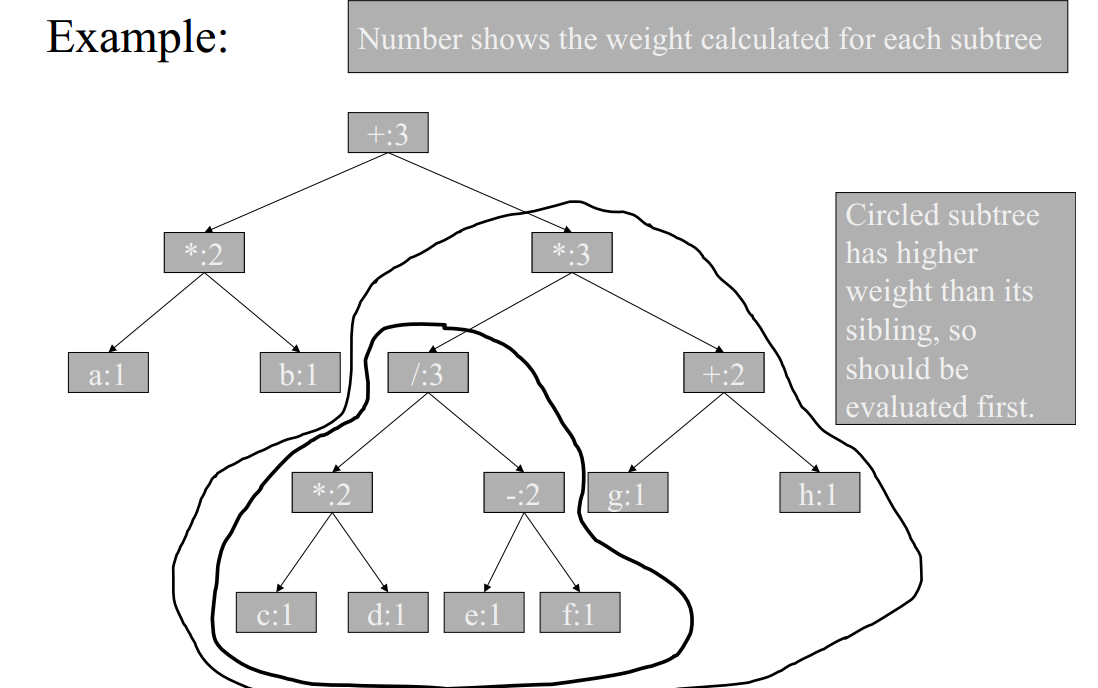 Example:
Number shows the weight calculated for each subtree
+:3
*:2
*:3
Circled subtree
has higher
weight than its
sibling, so
should be
evaluated first.
a:1
b:1
/:3
+:2
*:2
-:2
g:1
h:1
c:1
d:1
e:1
f:1